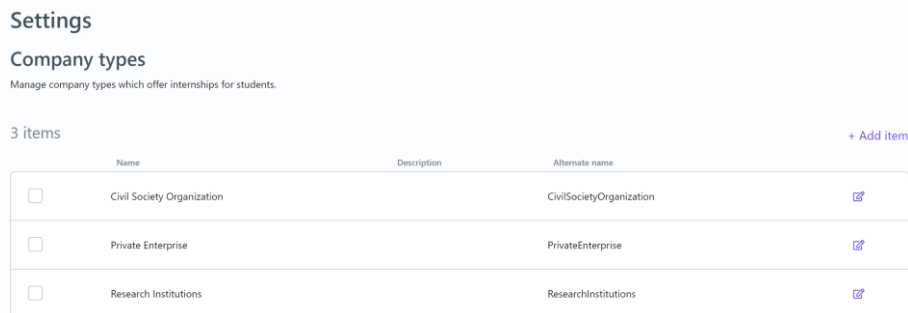 Settings
Company types
Manage company types which offer internships for students.
3 items + Add item
Name Description Alternate name
Civil Society Organization CivilSocietyOrganization
Private Enterprise PrivateEnterprise
Research Institutions ResearchInstitutions